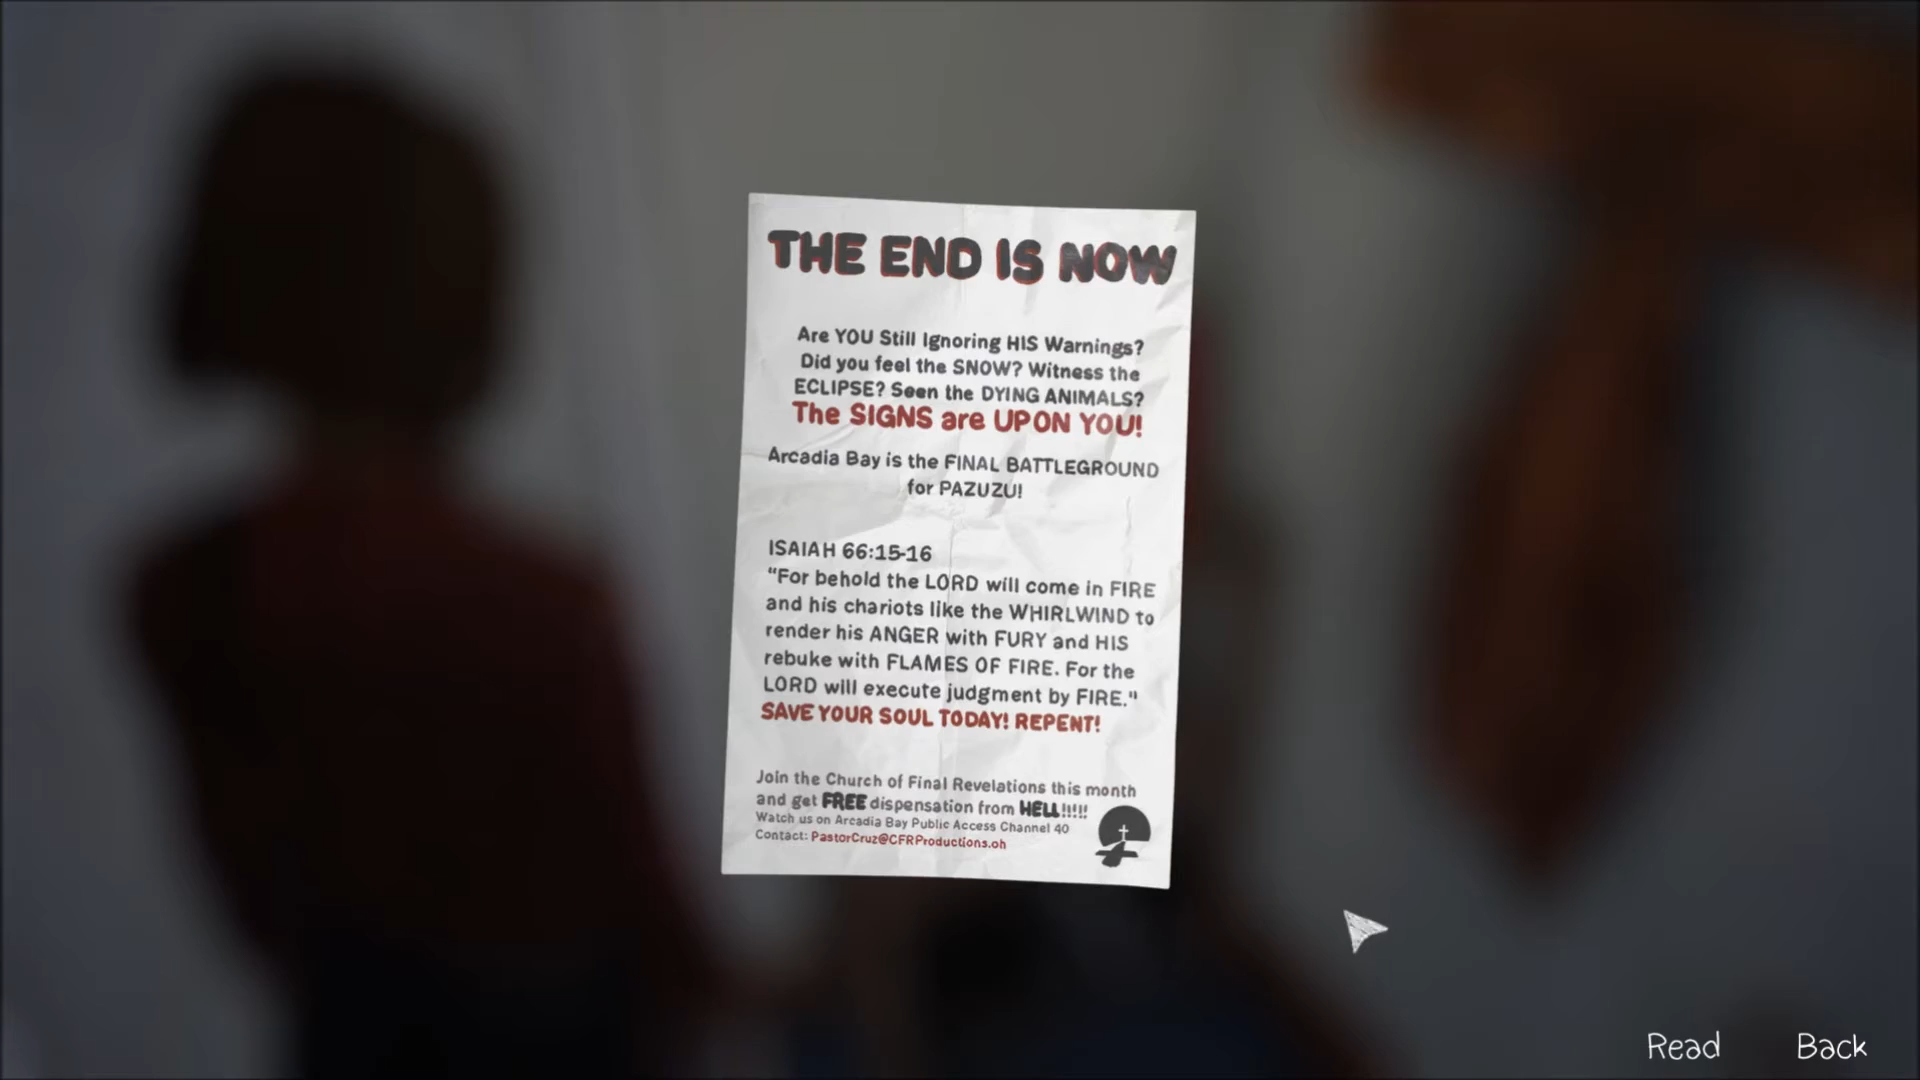 THE END IS NOW
Are YOU Still Ignoring HIS Warnings?
Did you feel the SNOW? Witness the
ECLIPSE? Seen the DYING ANIMALS?
The SIGNS are UPON YOU!
Arcadia Bay is the FINAL BATTLEGROUND
for PAZUZU!
ISAIAH 66:15-16
"For behold the LORD will come in FIRE
and his chariots like the WHIRLWIND to
render his ANGER with FURY and HIS
rebuke with FLAMES OF FIRE. For the
LORD will execute judgment by FIRE."
SAVE YOUR SOUL TODAY! REPENT!
Join the Church of Final Revelations this month
and get FREE dispensation from HELL!!!!!
Watch us on Arcadia Bay Public Access Channel 40
Contact: PastorCruz@CFRProductions.oh
Read Back